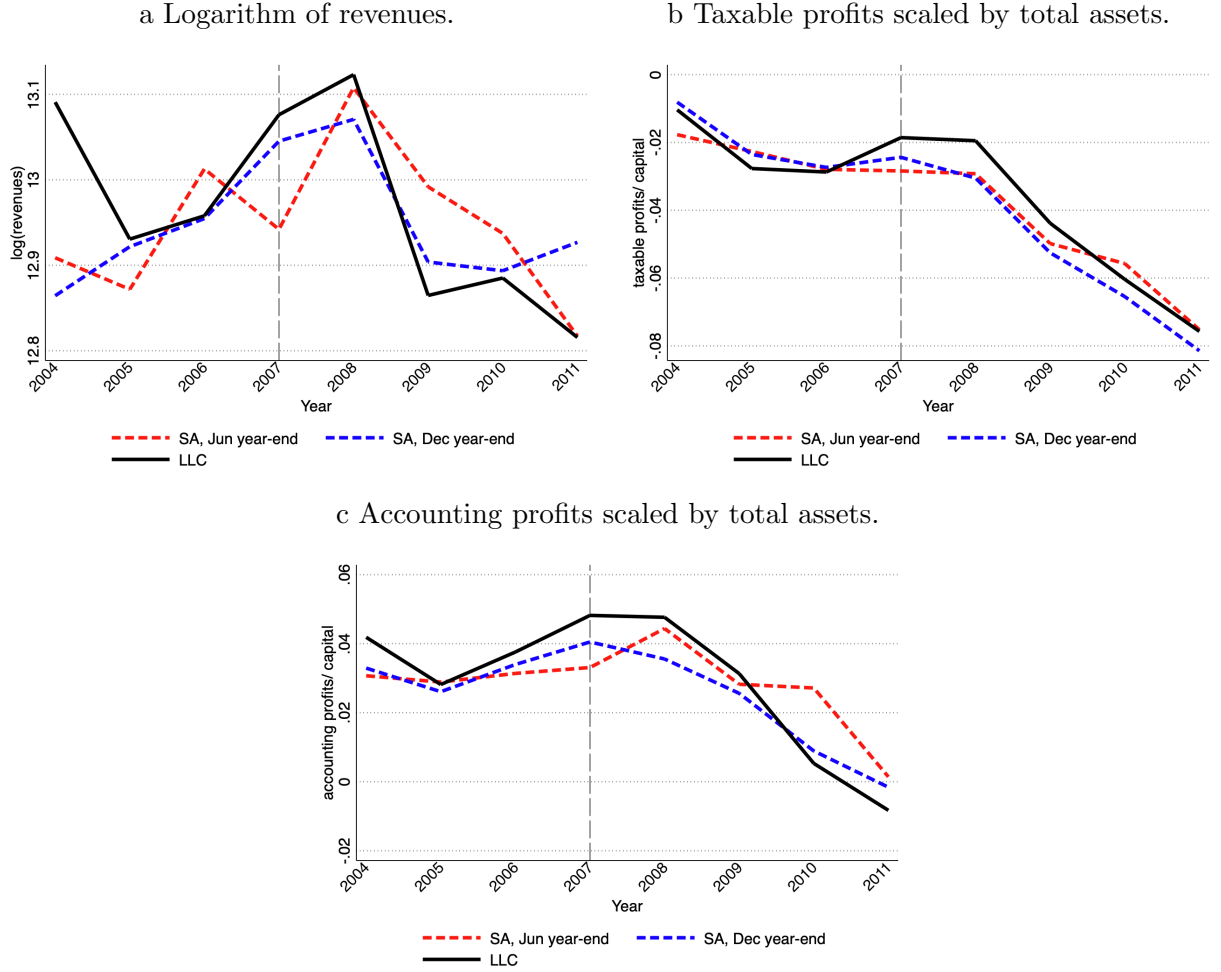 a Logarithm of revenues.
log(revenues)
13.1
13
12.9
12.8
2004 2005 2006 2007 2008 2009 2010 2011
Year
SA, Jun year-end SA, Dec year-end
LLC
b Taxable profits scaled by total assets.
taxable profits/ capital
0
-.02
-.04
-.06
-.08
2004 2005 2006 2007 2008 2009 2010 2011
Year
SA, Jun year-end SA, Dec year-end
LLC
c Accounting profits scaled by total assets.
accounting profits/ capital
.06
.04
.02
0
-.02
2004 2005 2006 2007 2008 2009 2010 2011
Year
SA, Jun year-end SA, Dec year-end
LLC